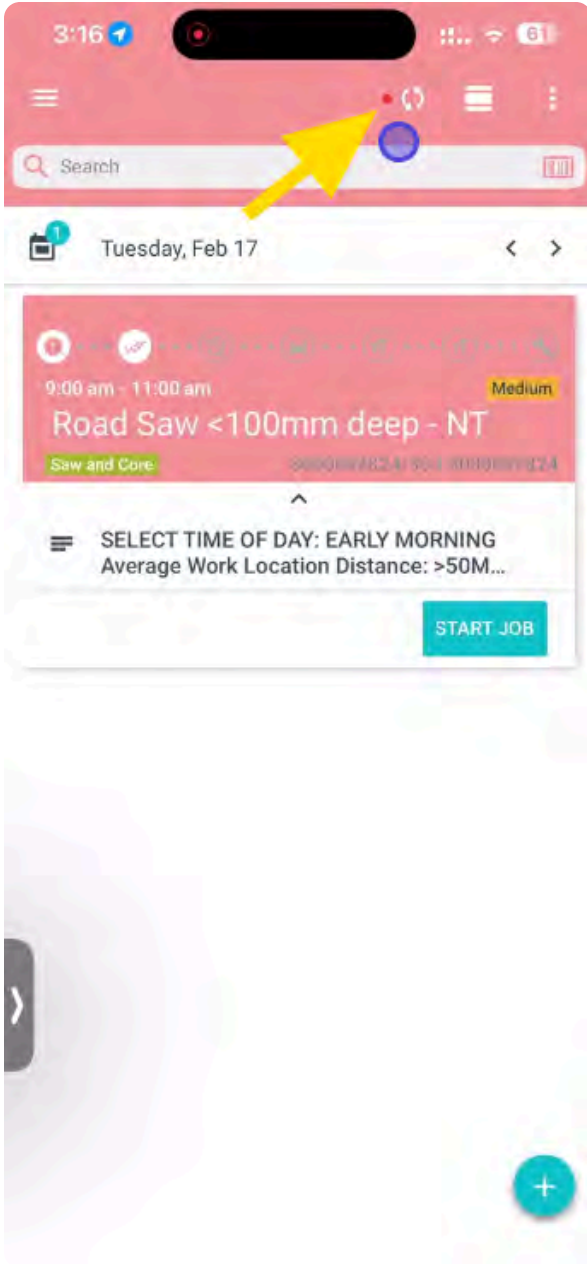 3:16
Search
1
Tuesday, Feb 17
9:00 am - 11:00 am
Medium
Road Saw <100mm deep - NT
Saw and Core
SELECT TIME OF DAY: EARLY MORNING
Average Work Location Distance: >50M...
START JOB